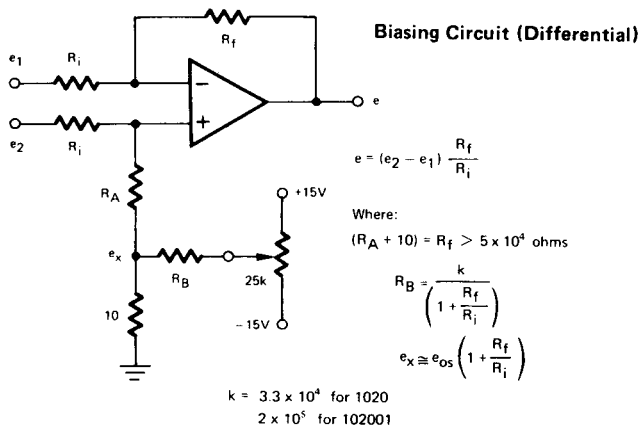 Biasing Circuit (Differential)
R_f
e_1
R_i
−
e
e_2
R_i
+
e = (e_2 − e_1) R_f / R_i
R_A
+15V
Where:
(R_A + 10) = R_f > 5 x 10^4 ohms
e_x
R_B
25k
R_B = k / (1 + R_f / R_i)
10
−15V
e_x ≅ e_os (1 + R_f / R_i)
k = 3.3 x 10^4 for 1020
2 x 10^5 for 102001